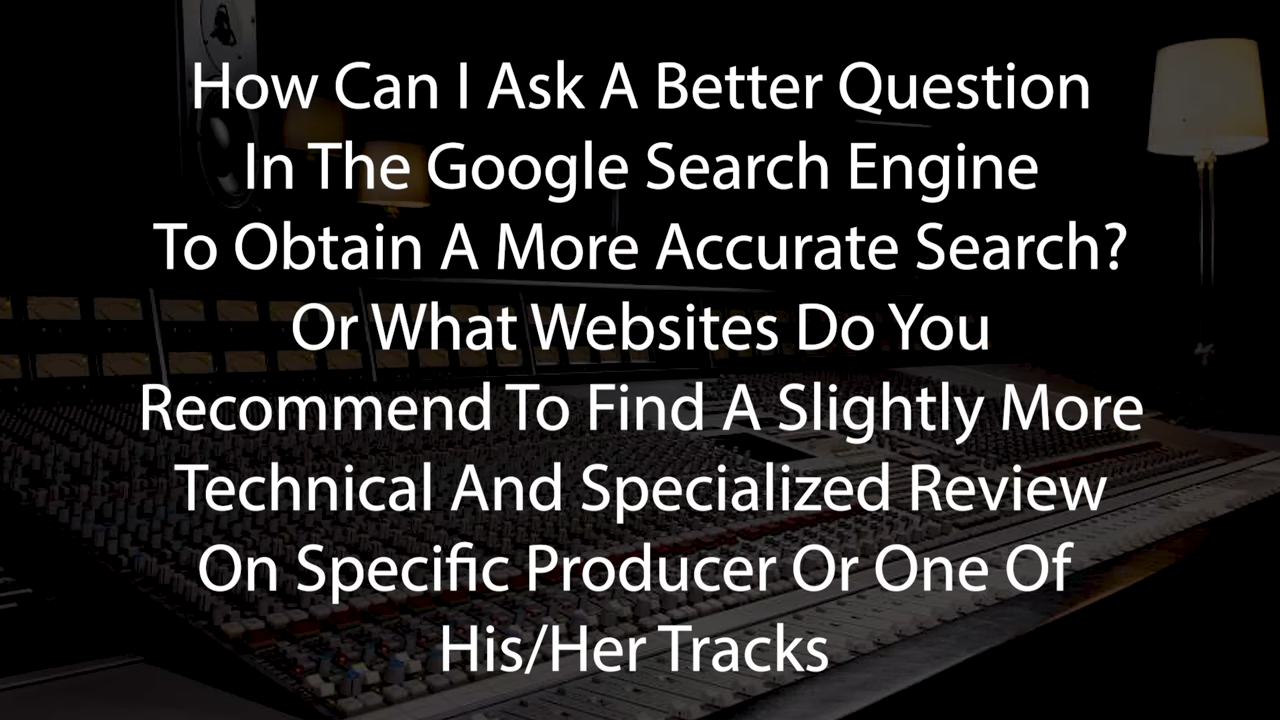 How Can I Ask A Better Question
In The Google Search Engine
To Obtain A More Accurate Search?
Or What Websites Do You
Recommend To Find A Slightly More
Technical And Specialized Review
On Specific Producer Or One Of
His/Her Tracks